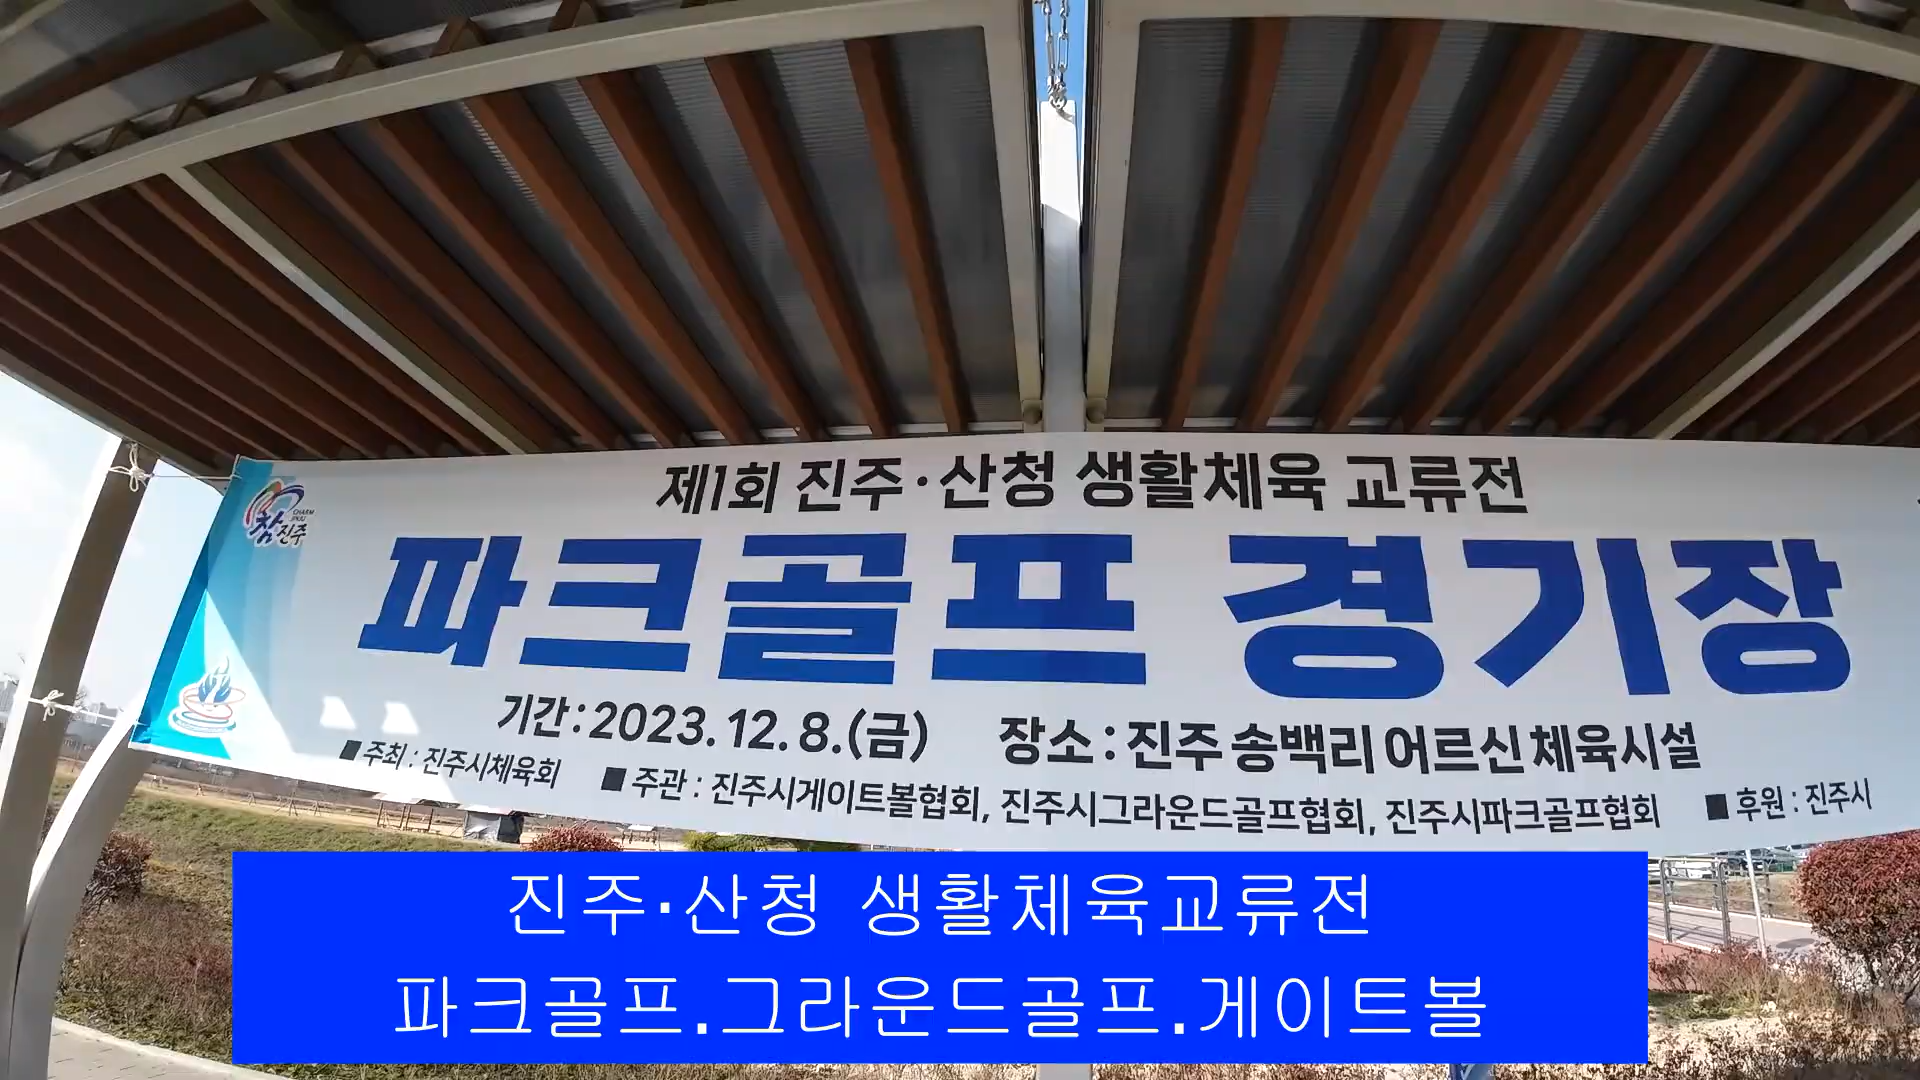 제1회 진주·산청 생활체육 교류전
참진주
CHARM JINJU
파크골프 경기장
기간:2023.12.8.(금) 장소:진주 송백리 어르신 체육시설
■ 주최 : 진주시체육회 ■ 주관 : 진주시게이트볼협회, 진주시그라운드골프협회, 진주시파크골프협회 ■ 후원 : 진주시
진주·산청 생활체육교류전
파크골프.그라운드골프.게이트볼